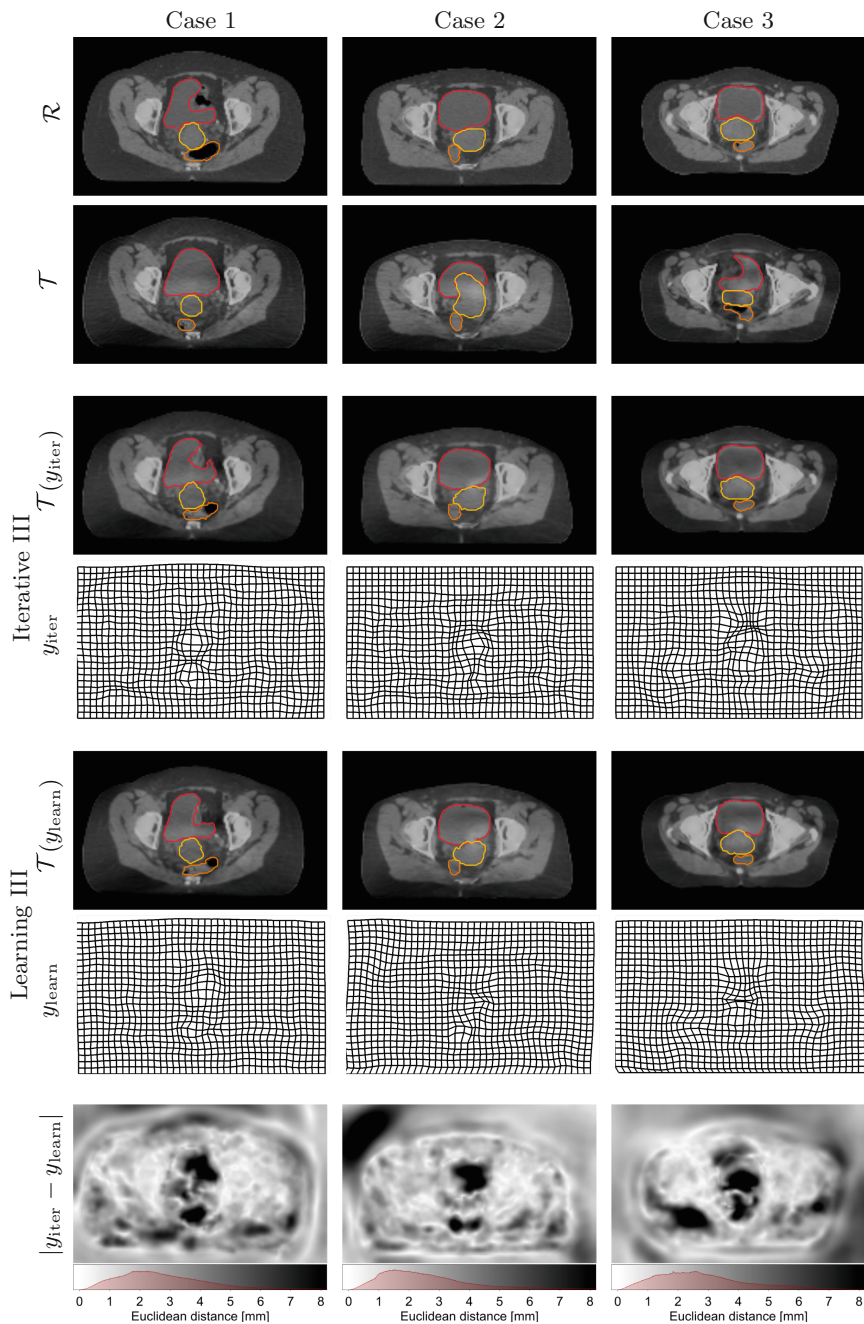 Case 1 Case 2 Case 3
ℛ
𝒯
Iterative III
𝒯(y_iter)
y_iter
Learning III
𝒯(y_learn)
y_learn
|y_iter − y_learn|
0 1 2 3 4 5 6 7 8 0 1 2 3 4 5 6 7 8 0 1 2 3 4 5 6 7 8
Euclidean distance [mm] Euclidean distance [mm] Euclidean distance [mm]